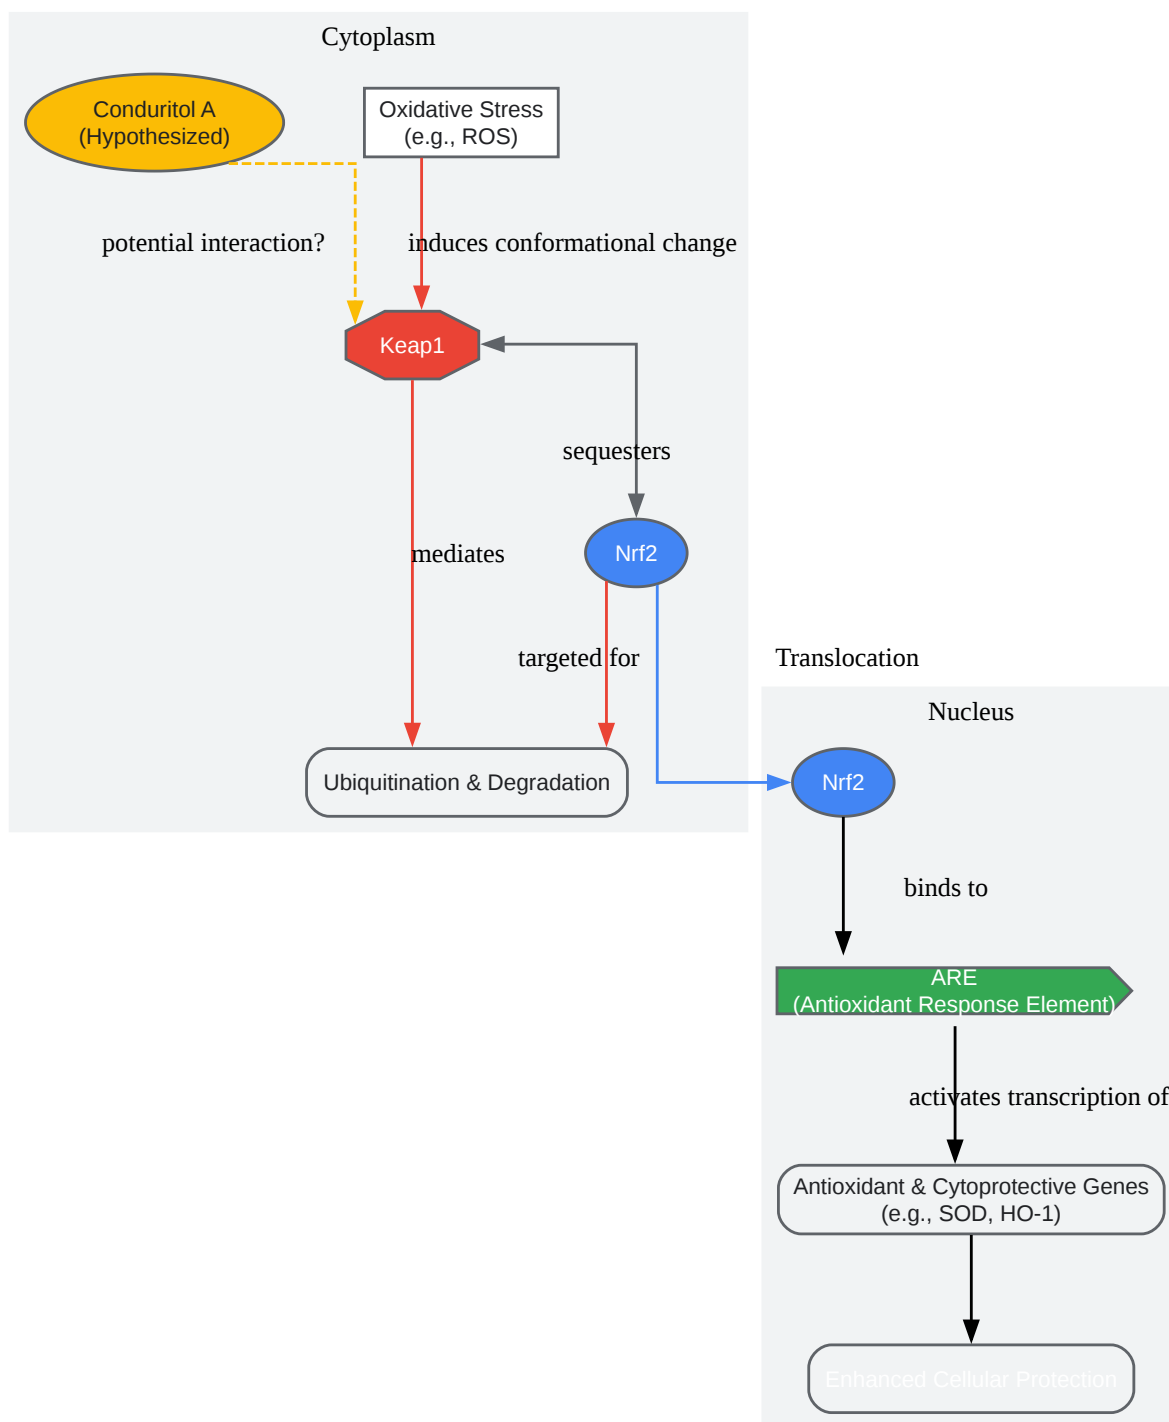 Cytoplasm
Conduritol A
(Hypothesized)
Oxidative Stress
(e.g., ROS)
potential interaction?
induces conformational change
Keap1
sequesters
mediates
Nrf2
targeted for
Translocation
Nucleus
Ubiquitination & Degradation
Nrf2
binds to
ARE
(Antioxidant Response Element)
activates transcription of
Antioxidant & Cytoprotective Genes
(e.g., SOD, HO-1)
Enhanced Cellular Protection